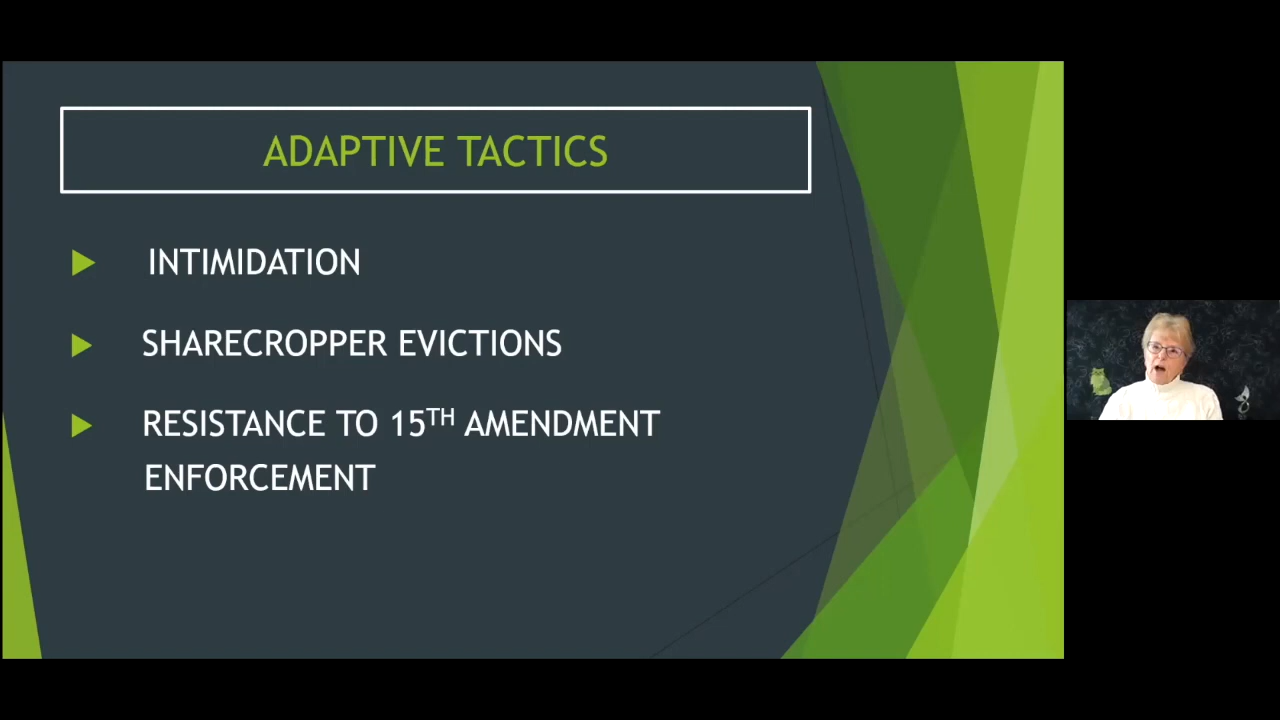 ADAPTIVE TACTICS
INTIMIDATION
SHARECROPPER EVICTIONS
RESISTANCE TO 15TH AMENDMENT
ENFORCEMENT